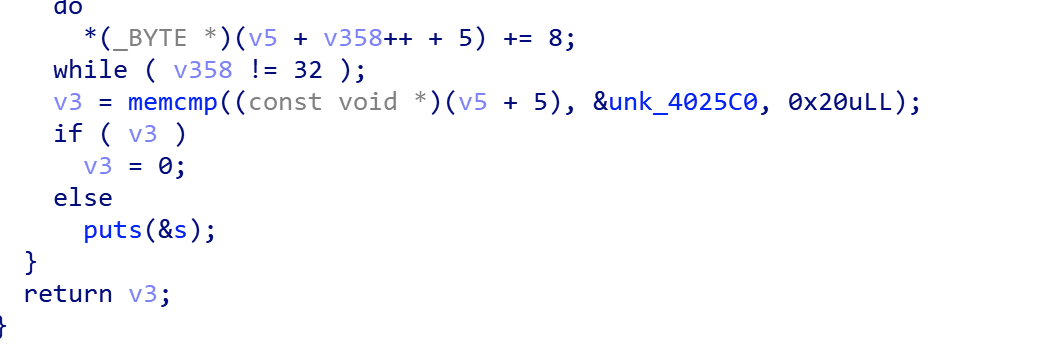 do
*(_BYTE *)(v5 + v358++ + 5) += 8;
while ( v358 != 32 );
v3 = memcmp((const void *)(v5 + 5), &unk_4025C0, 0x20uLL);
if ( v3 )
v3 = 0;
else
puts(&s);
}
return v3;
}